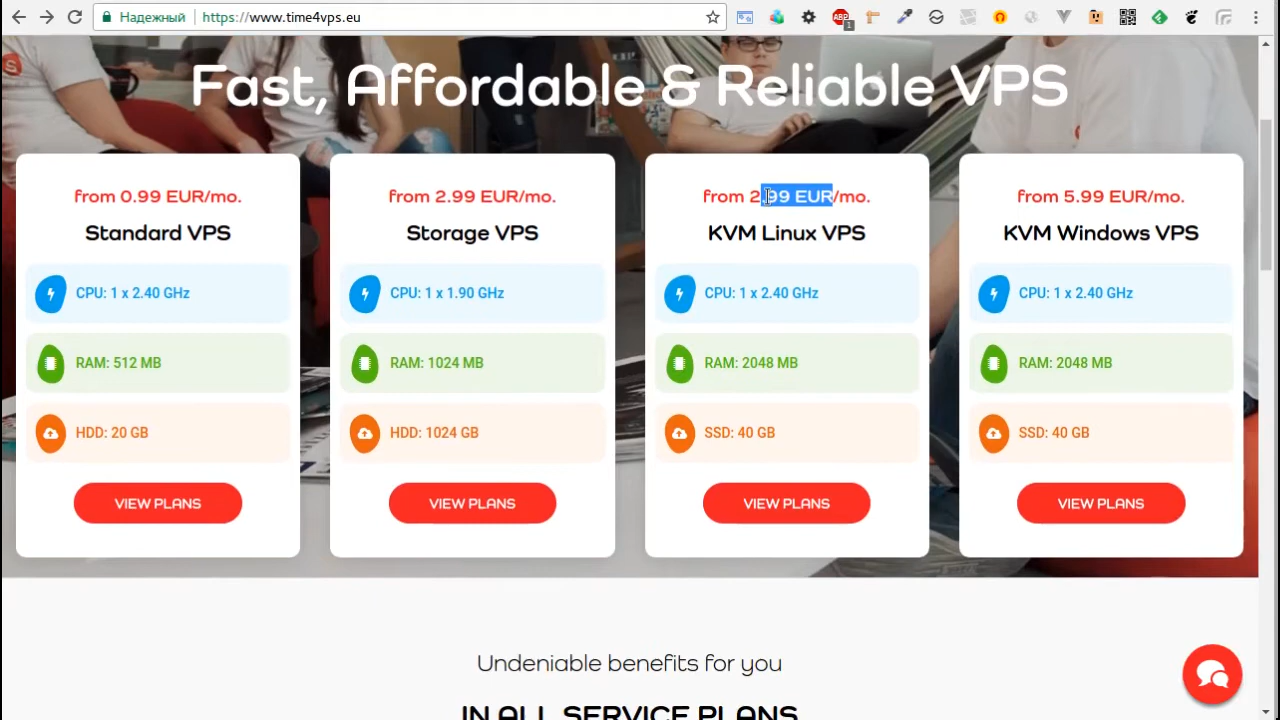 Надежный
https://www.time4vps.eu
ABP
1
Fast, Affordable & Reliable VPS
from 0.99 EUR/mo.
Standard VPS
CPU: 1 x 2.40 GHz
RAM: 512 MB
HDD: 20 GB
VIEW PLANS
from 2.99 EUR/mo.
Storage VPS
CPU: 1 x 1.90 GHz
RAM: 1024 MB
HDD: 1024 GB
VIEW PLANS
from 2.99 EUR/mo.
KVM Linux VPS
CPU: 1 x 2.40 GHz
RAM: 2048 MB
SSD: 40 GB
VIEW PLANS
from 5.99 EUR/mo.
KVM Windows VPS
CPU: 1 x 2.40 GHz
RAM: 2048 MB
SSD: 40 GB
VIEW PLANS
Undeniable benefits for you
IN ALL SERVICE PLANS